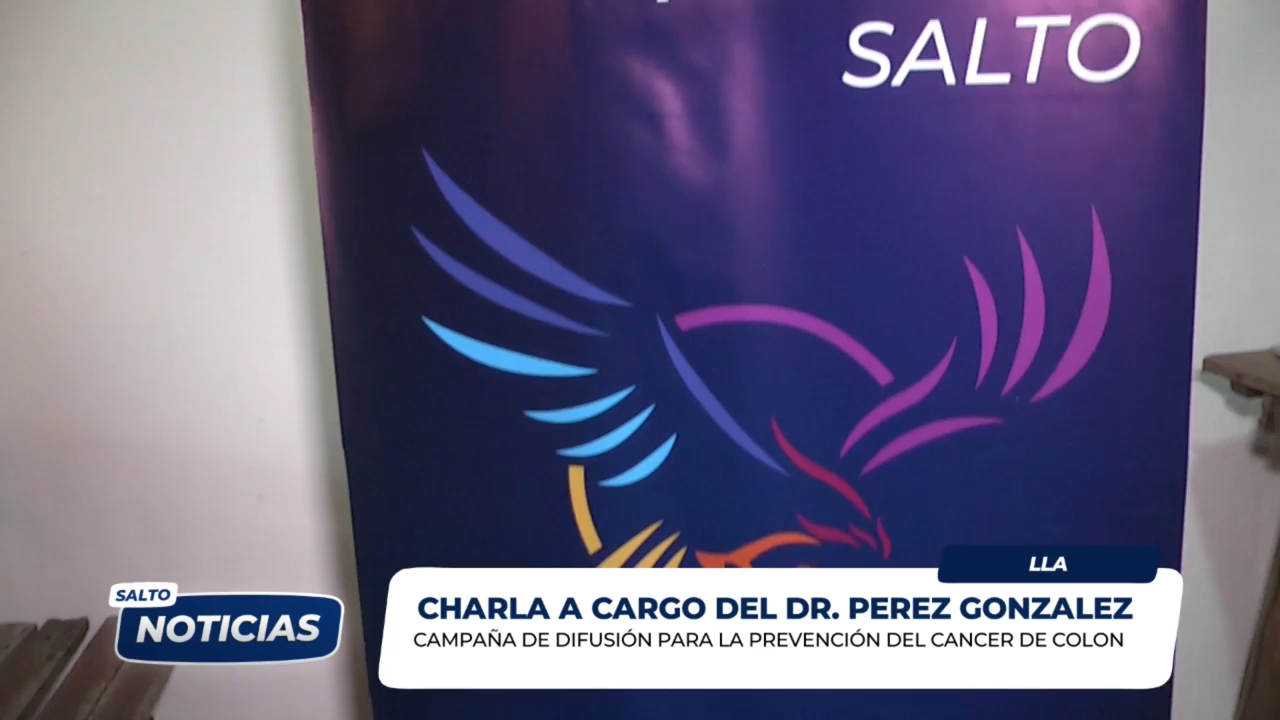 SALTO
LLA
CHARLA A CARGO DEL DR. PEREZ GONZALEZ
CAMPAÑA DE DIFUSIÓN PARA LA PREVENCIÓN DEL CANCER DE COLON
SALTO
NOTICIAS